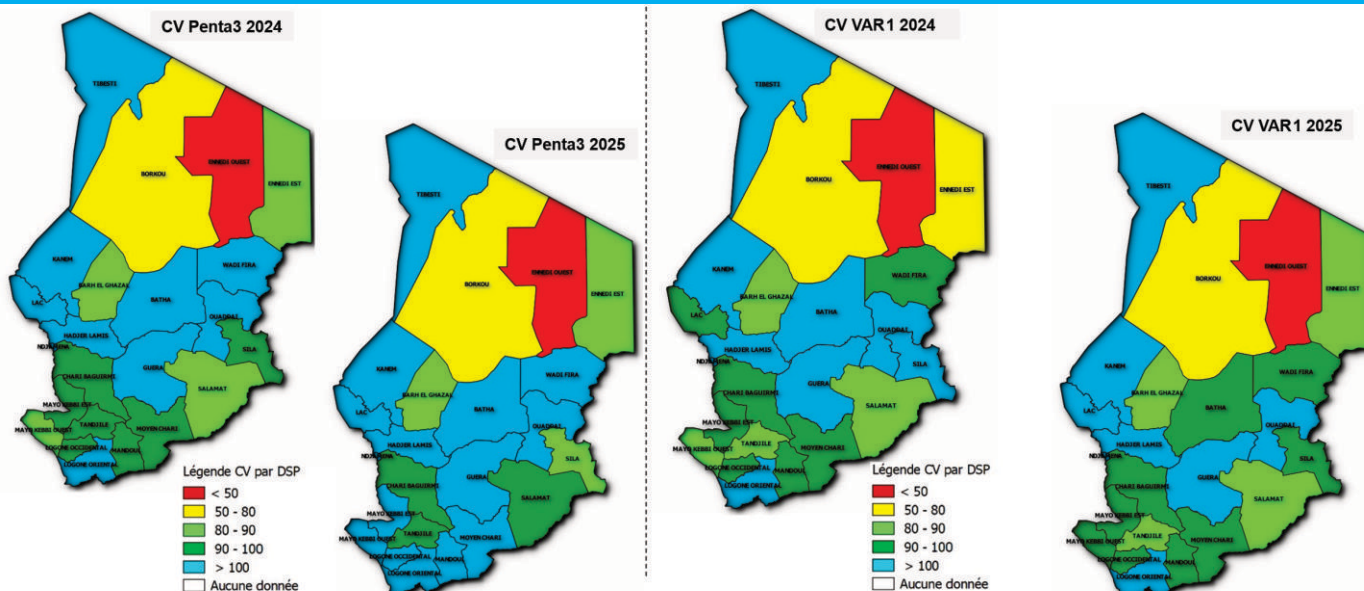 CV Penta3 2024
TIBESTI
BORKOU
ENNEDI OUEST
ENNEDI EST
KANEM
BARH EL GHAZAL
BATHA
WADI FIRA
LAC
OUADDAI
HADJER LAMIS
NDJAMENA
SILA
GUERA
CHARI BAGUIRMI
SALAMAT
MAYO KEBBI EST
MAYO KEBBI OUEST
TANDJILE
MOYEN CHARI
LOGONE OCCIDENTAL
MANDOUL
LOGONE ORIENTAL
Légende CV par DSP
< 50
50 - 80
80 - 90
90 - 100
> 100
Aucune donnée
CV Penta3 2025
TIBESTI
BORKOU
ENNEDI OUEST
ENNEDI EST
KANEM
BARH EL GHAZAL
BATHA
WADI FIRA
LAC
OUADDAI
HADJER LAMIS
NDJAMENA
SILA
GUERA
CHARI BAGUIRMI
SALAMAT
MAYO KEBBI EST
MAYO KEBBI OUEST
TANDJILE
MOYEN CHARI
LOGONE OCCIDENTAL
MANDOUL
LOGONE ORIENTAL
CV VAR1 2024
TIBESTI
BORKOU
ENNEDI OUEST
ENNEDI EST
KANEM
BARH EL GHAZAL
BATHA
WADI FIRA
LAC
OUADDAI
HADJER LAMIS
NDJAMENA
SILA
GUERA
CHARI BAGUIRMI
SALAMAT
MAYO KEBBI EST
MAYO KEBBI OUEST
TANDJILE
MOYEN CHARI
LOGONE OCCIDENTAL
MANDOUL
LOGONE ORIENTAL
Légende CV par DSP
< 50
50 - 80
80 - 90
90 - 100
> 100
Aucune donnée
CV VAR1 2025
TIBESTI
BORKOU
ENNEDI OUEST
ENNEDI EST
KANEM
BARH EL GHAZAL
BATHA
WADI FIRA
LAC
OUADDAI
HADJER LAMIS
NDJAMENA
SILA
GUERA
CHARI BAGUIRMI
SALAMAT
MAYO KEBBI EST
MAYO KEBBI OUEST
TANDJILE
MOYEN CHARI
LOGONE OCCIDENTAL
MANDOUL
LOGONE ORIENTAL